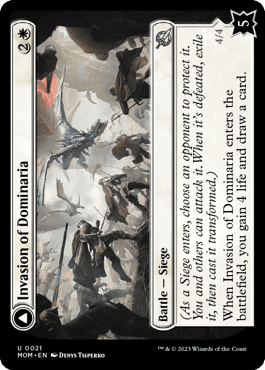 Invasion of Dominaria
2
Battle — Siege
5
(As a Siege enters, choose an opponent to protect it.
You and others can attack it. When it's defeated, exile
it, then cast it transformed.)
4/4
When Invasion of Dominaria enters the
battlefield, you gain 4 life and draw a card.
U 0021
MOM • EN DENYS TSIPERKO
™ & © 2023 Wizards of the Coast